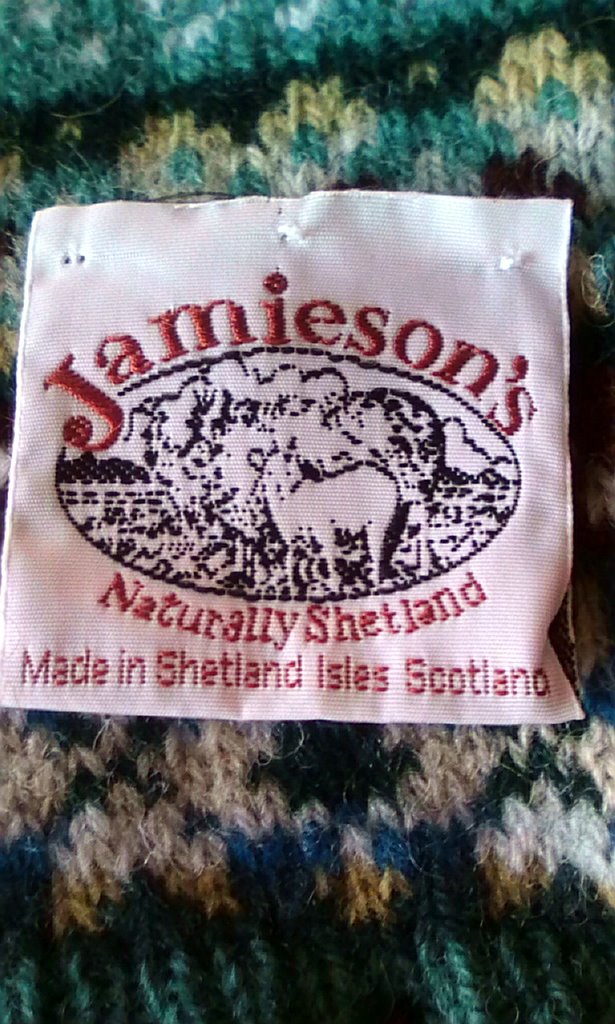 Jamieson's
Naturally Shetland
Made in Shetland Isles Scotland